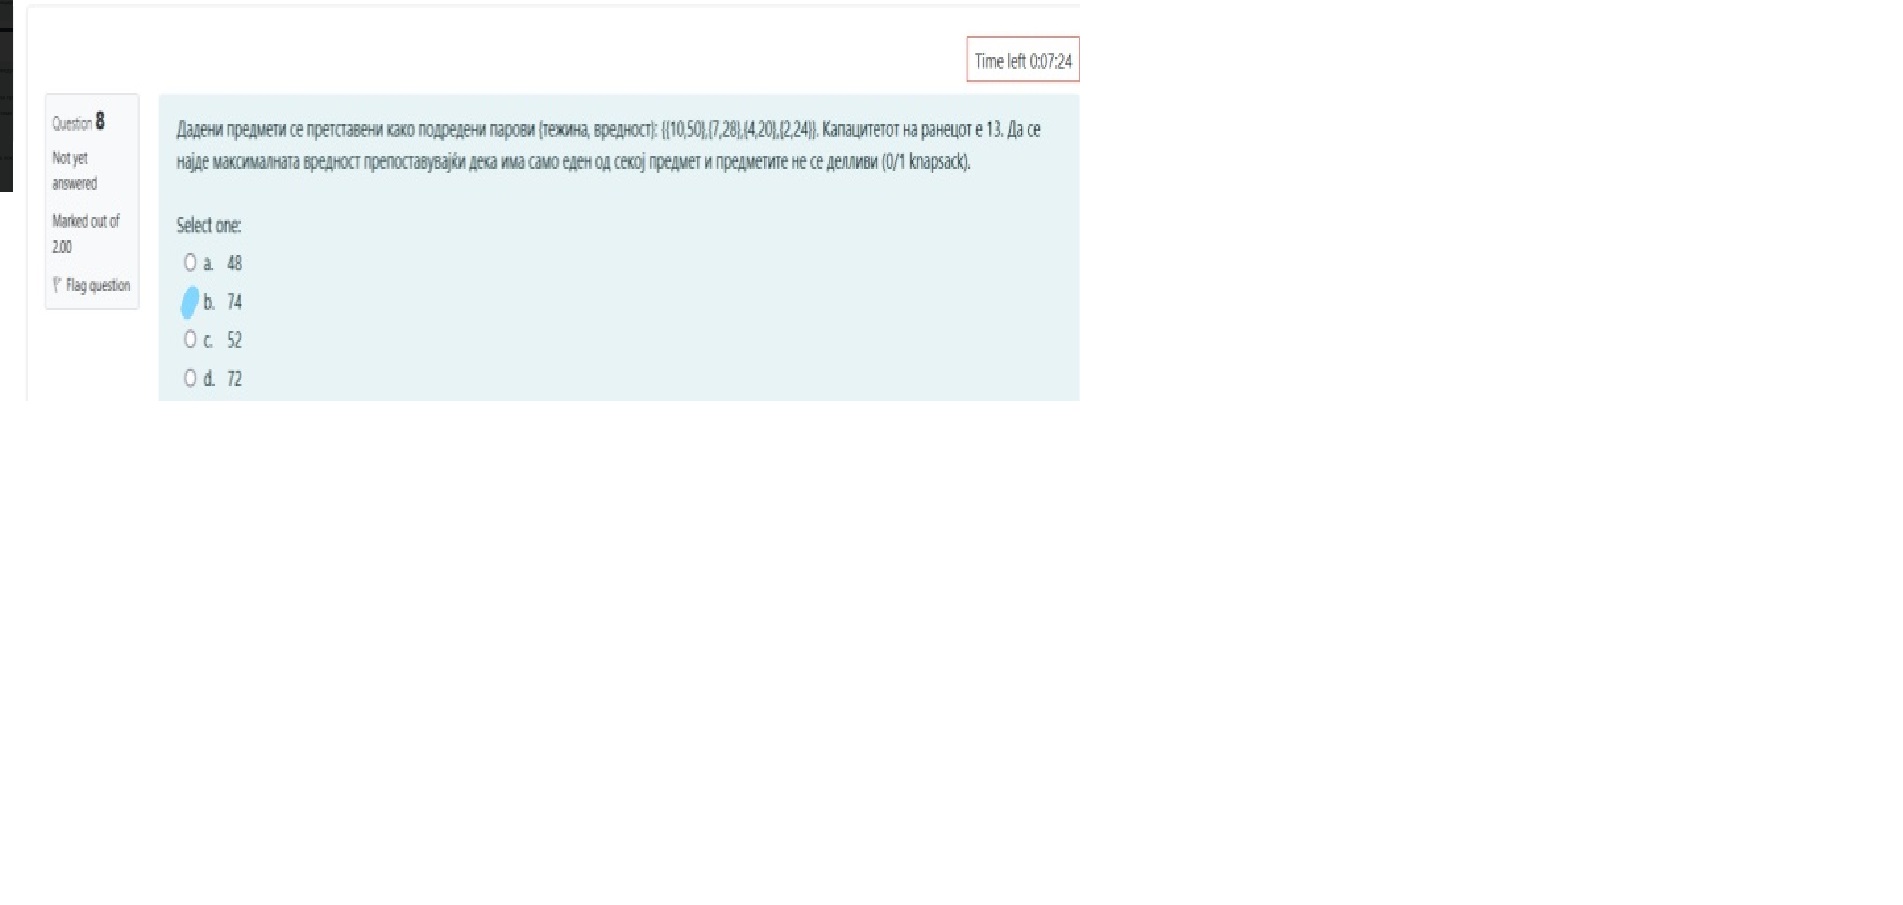 Time left 0:07:24
Question 8
Not yet
answered
Marked out of
2.00
Flag question
Дадени предмети се претставени како подредени парови (тежина, вредност): {(10,50),(7,28),(4,20),(2,24)}. Капацитетот на ранецот е 13. Да се
најде максималната вредност препоставувајќи дека има само еден од секој предмет и предметите не се делливи (0/1 knapsack).
Select one:
a. 48
b. 74
c. 52
d. 72